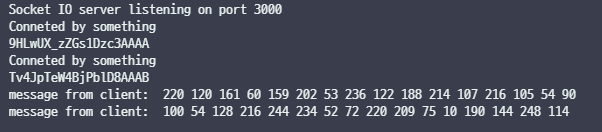 Socket IO server listening on port 3000
Conneted by something
9HLwUX_zZGs1Dzc3AAAA
Conneted by something
Tv4JpTeW4BjPblD8AAAB
message from client:  220 120 161 60 159 202 53 236 122 188 214 107 216 105 54 90
message from client:  100 54 128 216 244 234 52 72 220 209 75 10 190 144 248 114